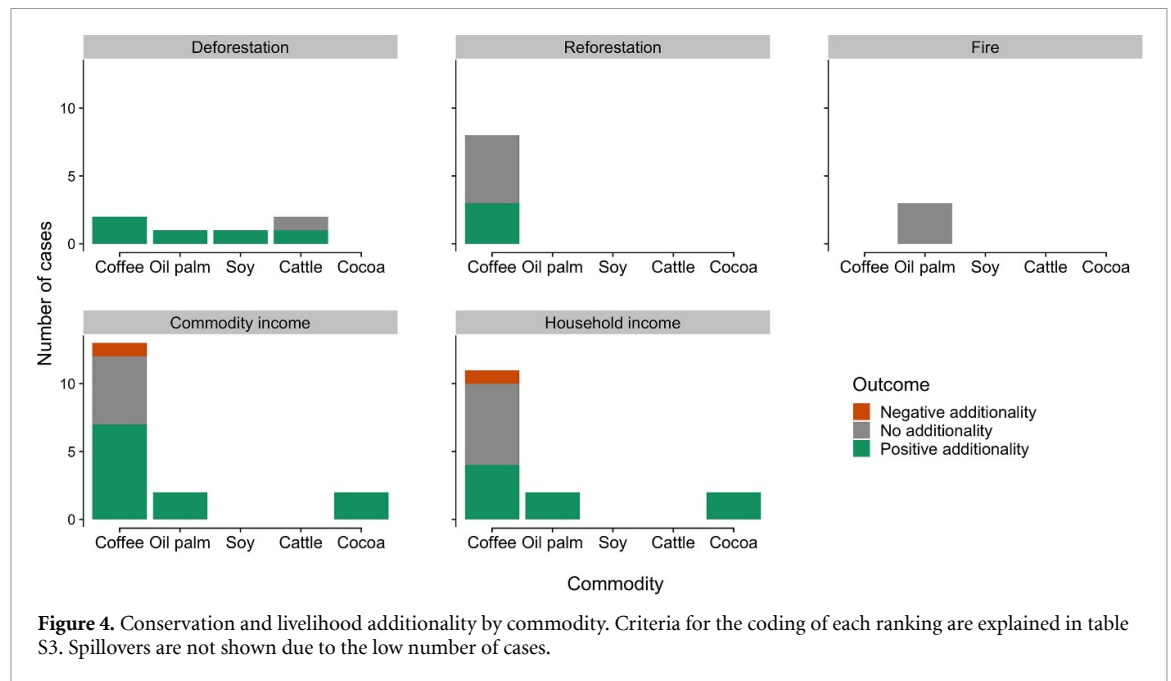 Deforestation
Reforestation
Fire
Number of cases
10
5
0
Coffee Oil palm Soy Cattle Cocoa
Coffee Oil palm Soy Cattle Cocoa
Coffee Oil palm Soy Cattle Cocoa
Commodity income
Household income
10
5
0
Coffee Oil palm Soy Cattle Cocoa
Coffee Oil palm Soy Cattle Cocoa
Outcome
Negative additionality
No additionality
Positive additionality
Commodity
Figure 4. Conservation and livelihood additionality by commodity. Criteria for the coding of each ranking are explained in table
S3. Spillovers are not shown due to the low number of cases.